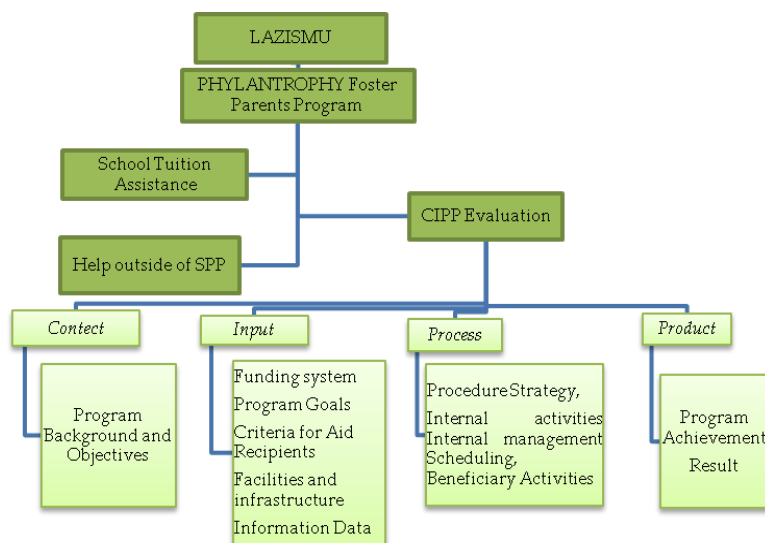 LAZISMU
PHYLANTROPHY Foster
Parents Program
School Tuition
Assistance
CIPP Evaluation
Help outside of SPP
Contect
Input
Process
Product
Program
Background and
Objectives
Funding system
Program Goals
Criteria for Aid
Recipients
Facilities and
infrastructure
Information Data
Procedure Strategy,
Internal activities
Internal management
Scheduling,
Beneficiary Activities
Program
Achievement
Result